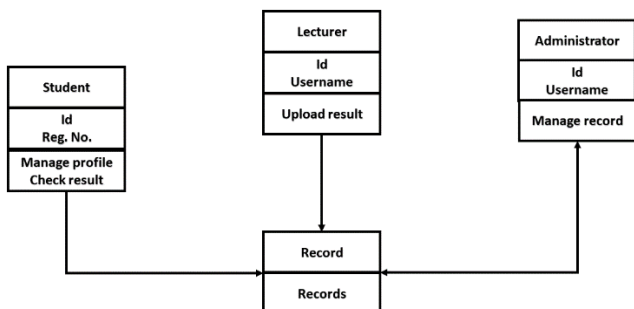 Student
Id
Reg. No.
Manage profile
Check result
Lecturer
Id
Username
Upload result
Administrator
Id
Username
Manage record
Record
Records